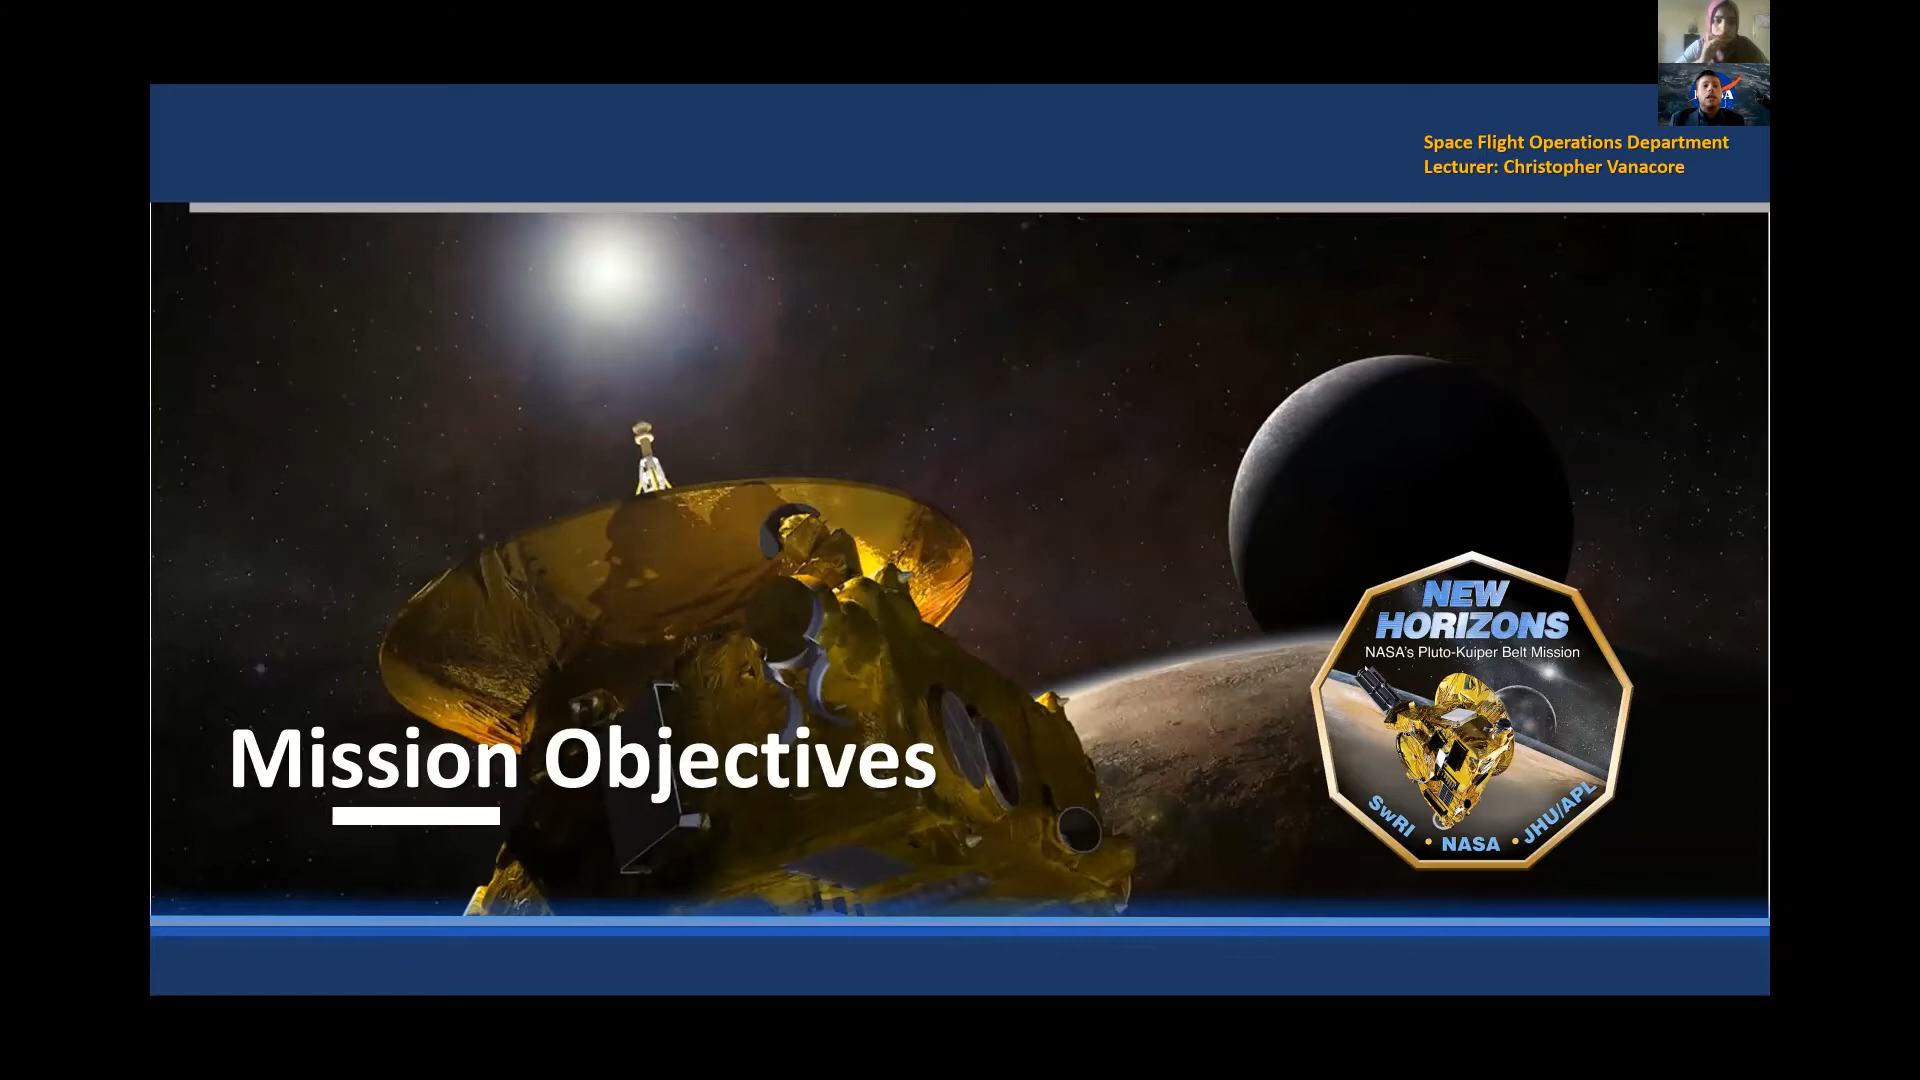 Space Flight Operations Department
Lecturer: Christopher Vanacore
Mission Objectives
NEW
HORIZONS
NASA's Pluto-Kuiper Belt Mission
SwRI • NASA • JHU/APL